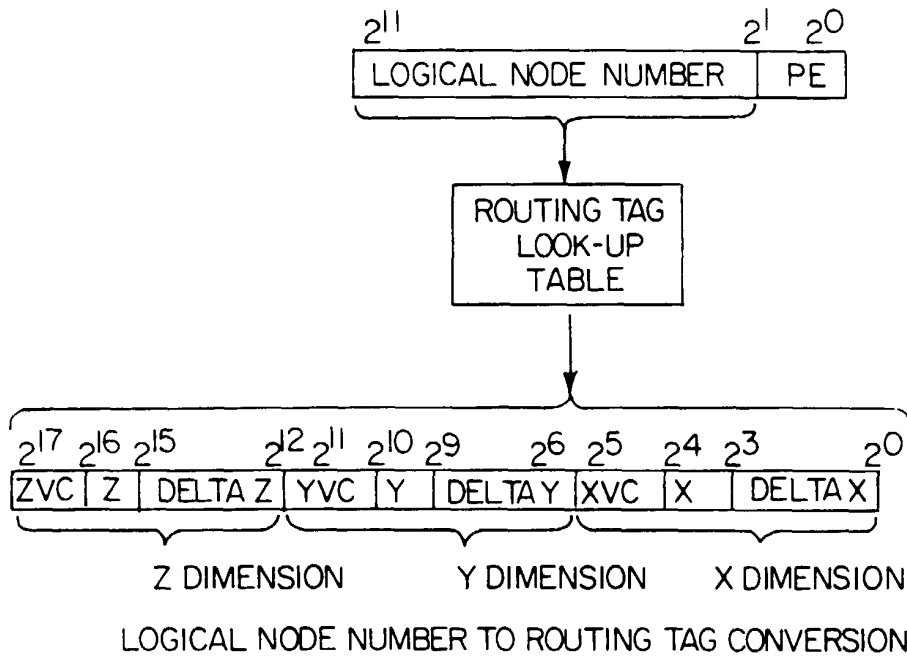 2^11 2^1 2^0
LOGICAL NODE NUMBER PE
ROUTING TAG
LOOK-UP
TABLE
2^17 2^16 2^15 2^12 2^11 2^10 2^9 2^6 2^5 2^4 2^3 2^0
ZVC Z DELTA Z YVC Y DELTA Y XVC X DELTA X
Z DIMENSION Y DIMENSION X DIMENSION
LOGICAL NODE NUMBER TO ROUTING TAG CONVERSION